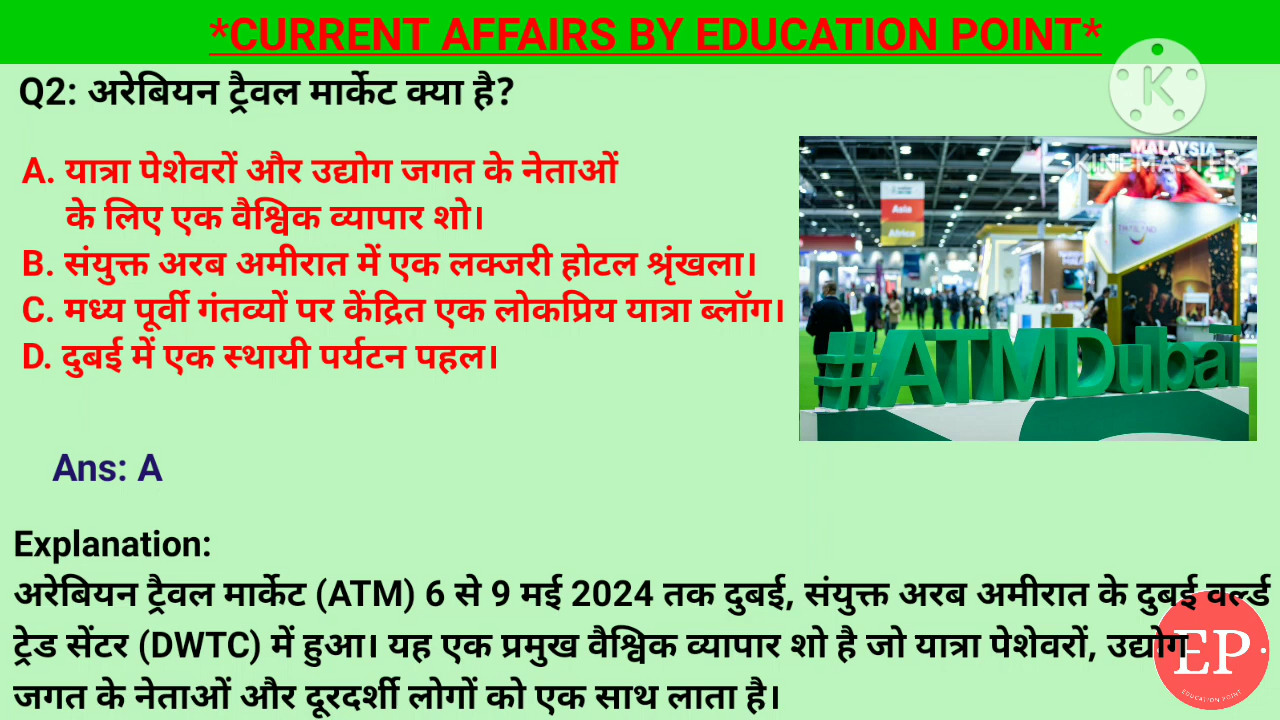 *CURRENT AFFAIRS BY EDUCATION POINT*
Q2: अरेबियन ट्रैवल मार्केट क्या है?
A. यात्रा पेशेवरों और उद्योग जगत के नेताओं
के लिए एक वैश्विक व्यापार शो।
B. संयुक्त अरब अमीरात में एक लक्जरी होटल श्रृंखला।
C. मध्य पूर्वी गंतव्यों पर केंद्रित एक लोकप्रिय यात्रा ब्लॉग।
D. दुबई में एक स्थायी पर्यटन पहल।
K
MALAYSIA
KINEMASTER
Asia
Africa
THAILAND
#ATMDubai
Ans: A
Explanation:
अरेबियन ट्रैवल मार्केट (ATM) 6 से 9 मई 2024 तक दुबई, संयुक्त अरब अमीरात के दुबई वर्ल्ड
ट्रेड सेंटर (DWTC) में हुआ। यह एक प्रमुख वैश्विक व्यापार शो है जो यात्रा पेशेवरों, उद्योग
जगत के नेताओं और दूरदर्शी लोगों को एक साथ लाता है।
EP
EDUCATION POINT